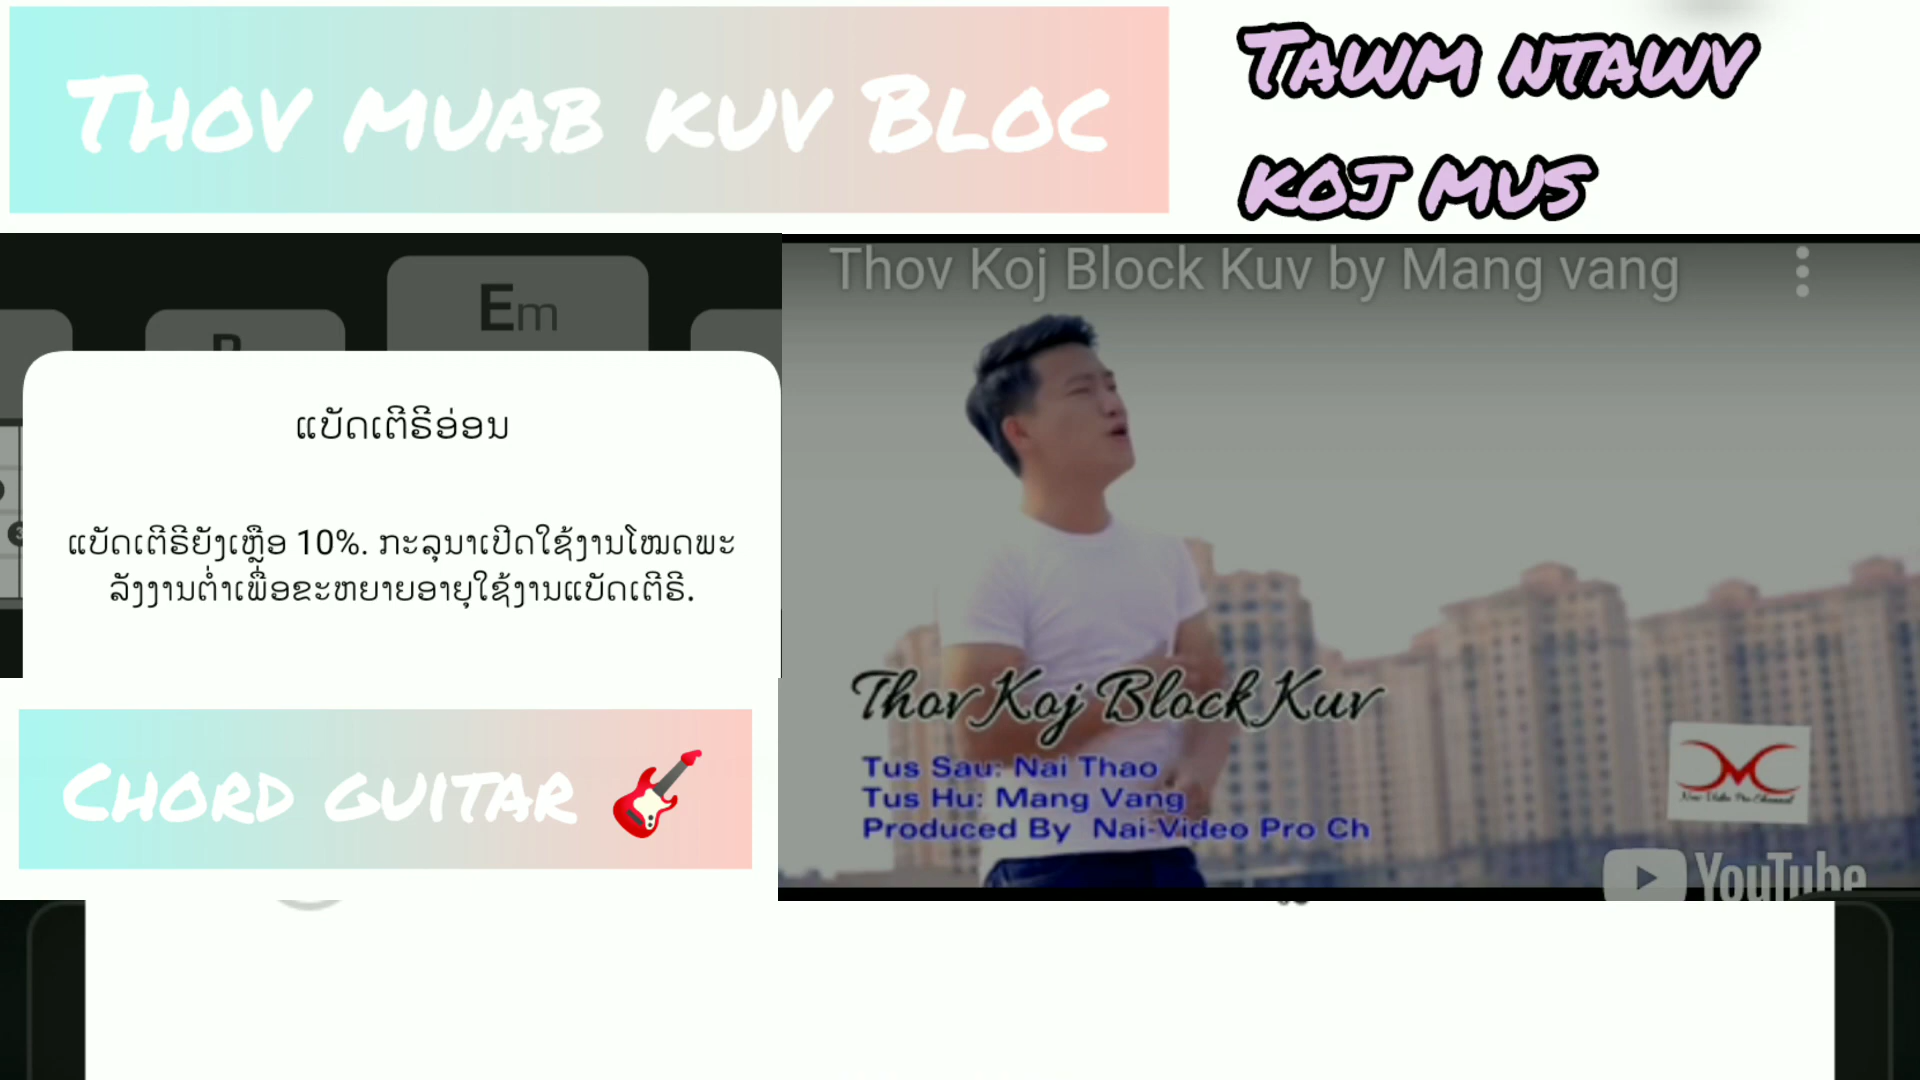 Thov muab kuv Bloc
Tawm ntawv
koj mus
Em
Thov Koj Block Kuv by Mang vang
ແບັດເຕີຣີອ່ອນ
ແບັດເຕີຣີຍັງເຫຼືອ 10%. ກະລຸນາເປີດໃຊ້ງານໂໝດພະ
ລັງງານຕ່ຳເພື່ອຂະຫຍາຍອາຍຸໃຊ້ງານແບັດເຕີຣີ.
Thov Koj Block Kuv
Tus Sau: Nai Thao
Tus Hu: Mang Vang
Produced By Nai-Video Pro Ch
Chord guitar
YouTube